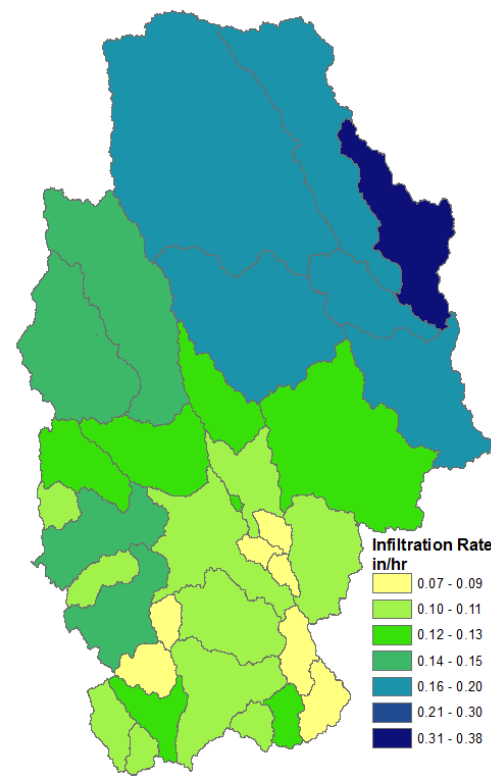 Infiltration Rate
in/hr
0.07 - 0.09
0.10 - 0.11
0.12 - 0.13
0.14 - 0.15
0.16 - 0.20
0.21 - 0.30
0.31 - 0.38